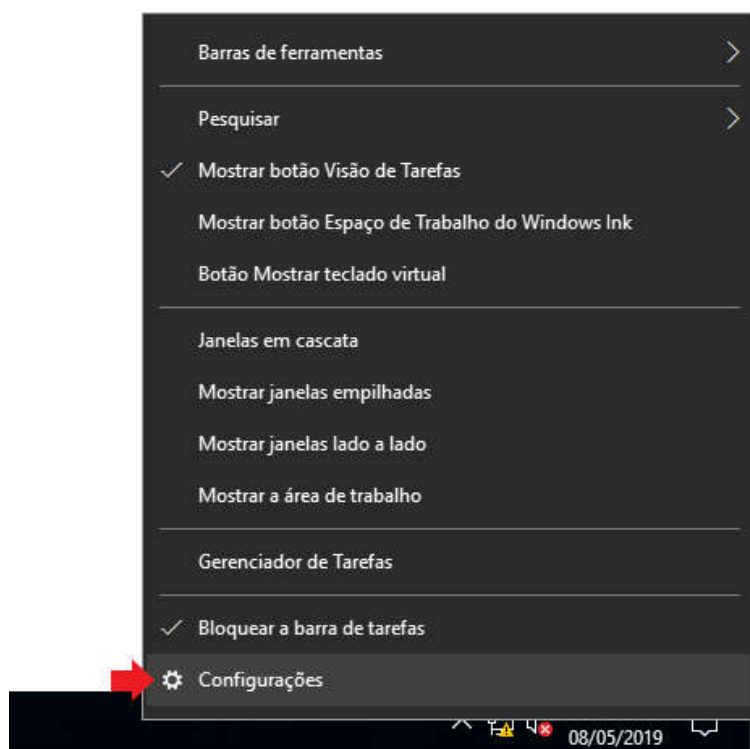 Barras de ferramentas
Pesquisar
Mostrar botão Visão de Tarefas
Mostrar botão Espaço de Trabalho do Windows Ink
Botão Mostrar teclado virtual
Janelas em cascata
Mostrar janelas empilhadas
Mostrar janelas lado a lado
Mostrar a área de trabalho
Gerenciador de Tarefas
Bloquear a barra de tarefas
Configurações
08/05/2019